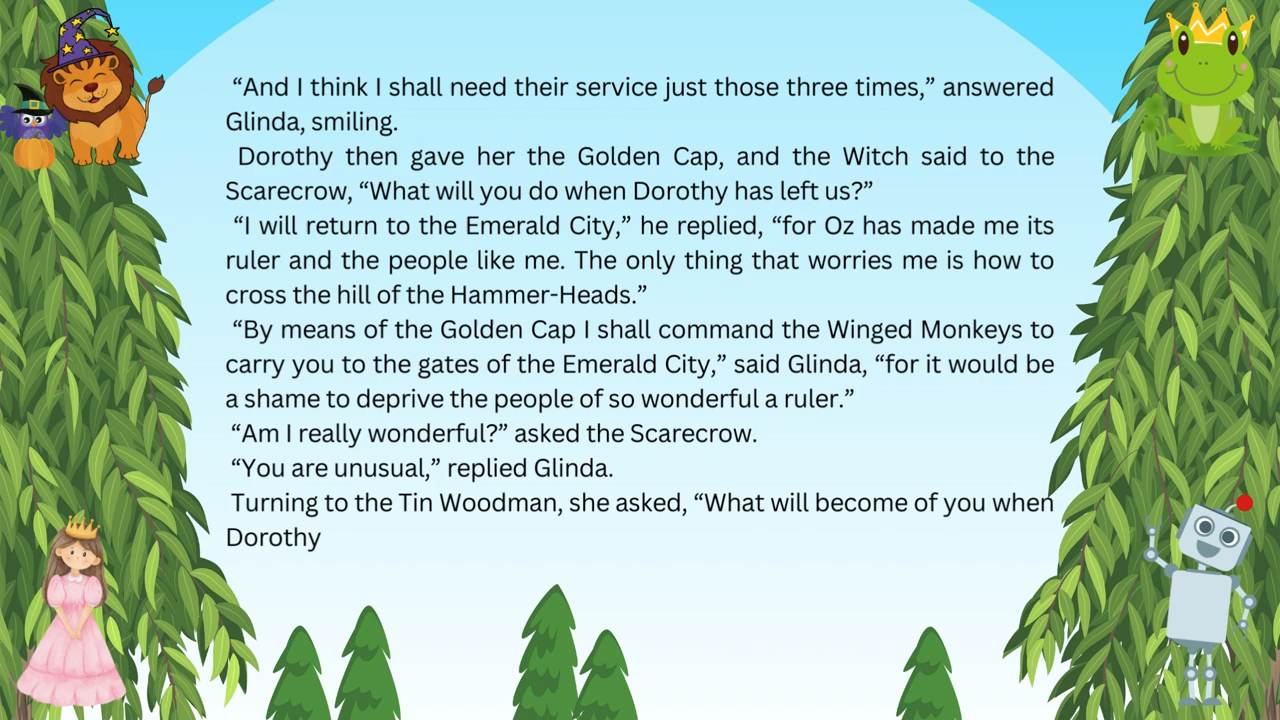 “And I think I shall need their service just those three times,” answered
Glinda, smiling.
Dorothy then gave her the Golden Cap, and the Witch said to the
Scarecrow, “What will you do when Dorothy has left us?”
“I will return to the Emerald City,” he replied, “for Oz has made me its
ruler and the people like me. The only thing that worries me is how to
cross the hill of the Hammer-Heads.”
“By means of the Golden Cap I shall command the Winged Monkeys to
carry you to the gates of the Emerald City,” said Glinda, “for it would be
a shame to deprive the people of so wonderful a ruler.”
“Am I really wonderful?” asked the Scarecrow.
“You are unusual,” replied Glinda.
Turning to the Tin Woodman, she asked, “What will become of you when
Dorothy